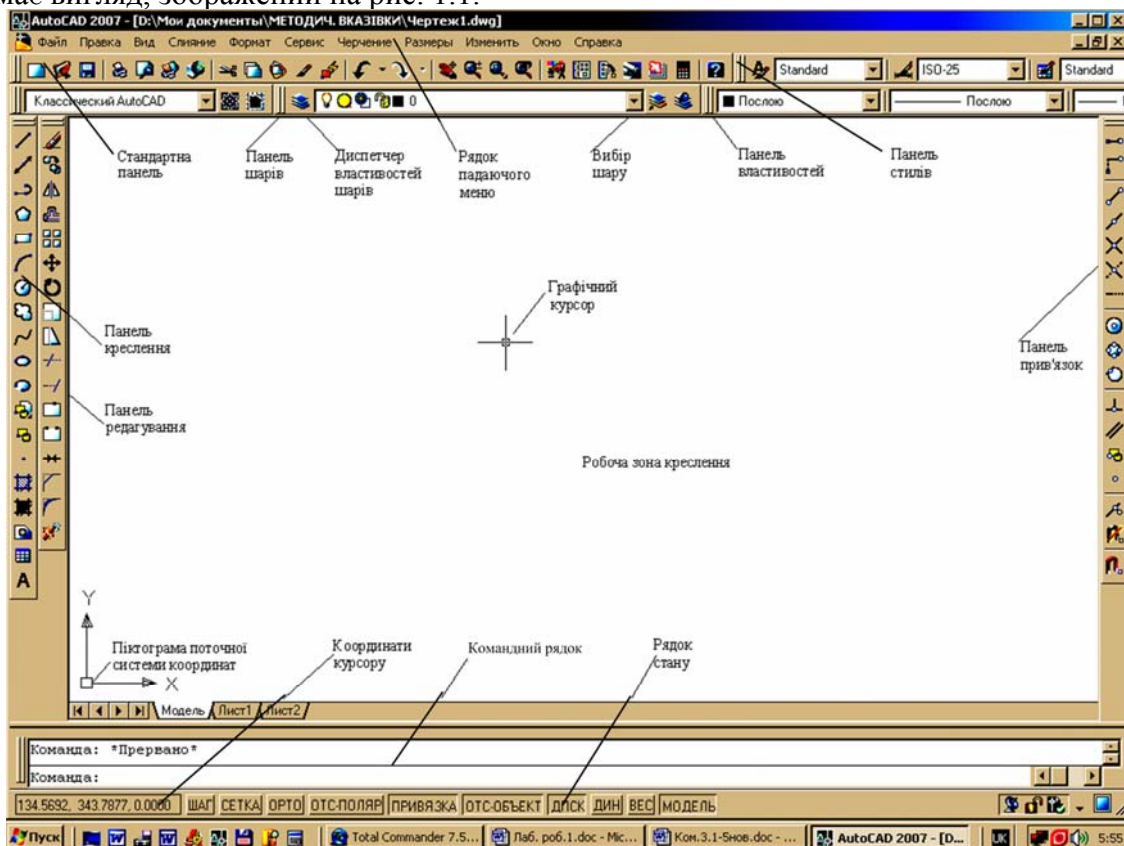 має вигляд, зображений на рис. 1.1.
AutoCAD 2007 - [D:\Мои документы\МЕТОДИЧ. ВКАЗІВКИ\Чертеж1.dwg]
Файл Правка Вид Слияние Формат Сервис Черчение Размеры Изменить Окно Справка
Standard ISO-25 Standard
Классический AutoCAD 0 Послою Послою
Стандартна
панель
Панель
шарів
Диспетчер
властивостей
шарів
Рядок
падаючого
меню
Вибір
шару
Панель
властивостей
Панель
стилів
Графічний
курсор
Панель
креслення
Панель
прив'язок
Панель
редагування
Робоча зона креслення
A
Y
Піктограма поточної
системи координат
X
Координати
курсору
Командний рядок
Рядок
стану
Модель Лист1 Лист2
Команда: *Прервано*
Команда:
134.5692, 343.7877, 0.0000 ШАГ СЕТКА ОРТО ОТС-ПОЛЯР ПРИВЯЗКА ОТС-ОБЪЕКТ ДПСК ДИН ВЕС МОДЕЛЬ
Пуск Total Commander 7.5... Лаб. роб.1.doc - Mic... Кон.3.1-5нов.doc - ... AutoCAD 2007 - [D... UK 5:55